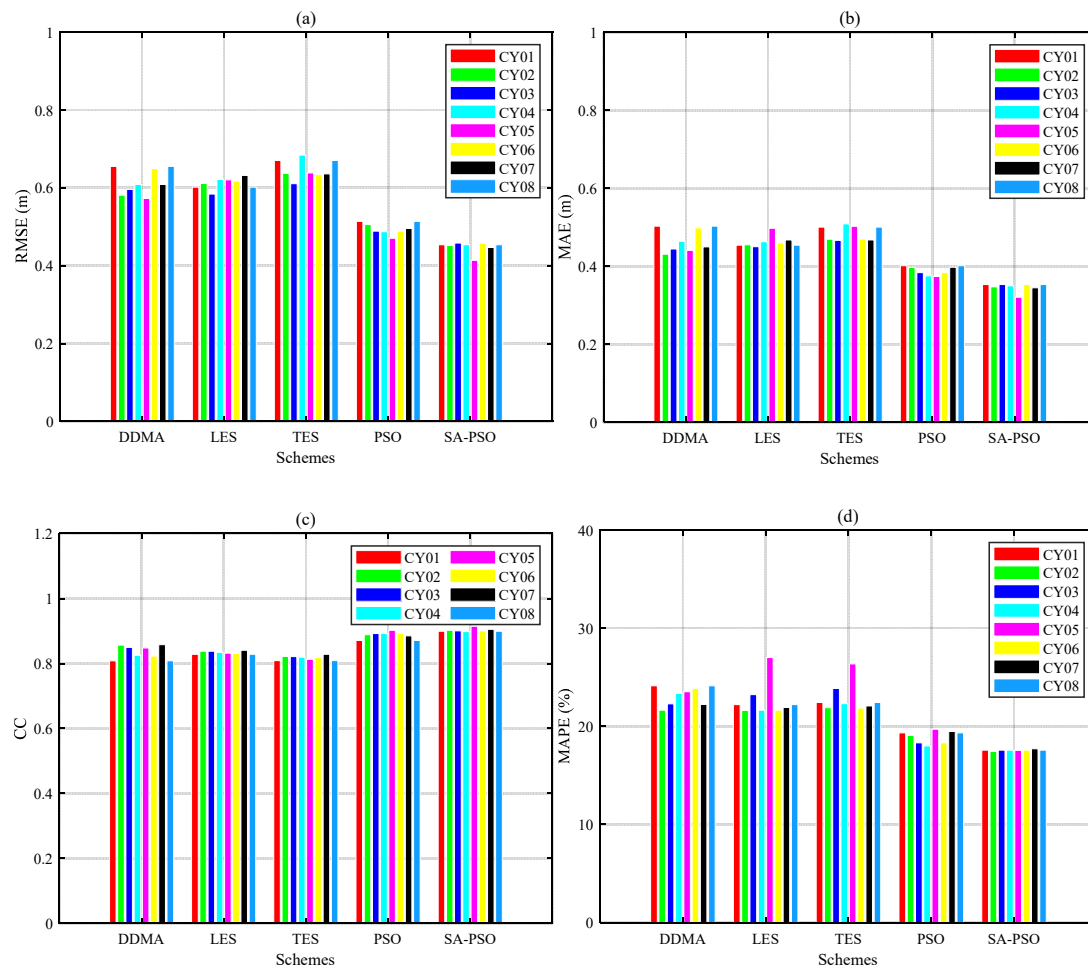 (a)
1
0.8
0.6
0.4
0.2
0
RMSE (m)
CY01
CY02
CY03
CY04
CY05
CY06
CY07
CY08
DDMA LES TES PSO SA-PSO
Schemes
(b)
1
0.8
0.6
0.4
0.2
0
MAE (m)
CY01
CY02
CY03
CY04
CY05
CY06
CY07
CY08
DDMA LES TES PSO SA-PSO
Schemes
(c)
1.2
1
0.8
0.6
0.4
0.2
0
CC
CY01 CY05
CY02 CY06
CY03 CY07
CY04 CY08
DDMA LES TES PSO SA-PSO
Schemes
(d)
40
30
20
10
0
MAPE (%)
CY01
CY02
CY03
CY04
CY05
CY06
CY07
CY08
DDMA LES TES PSO SA-PSO
Schemes